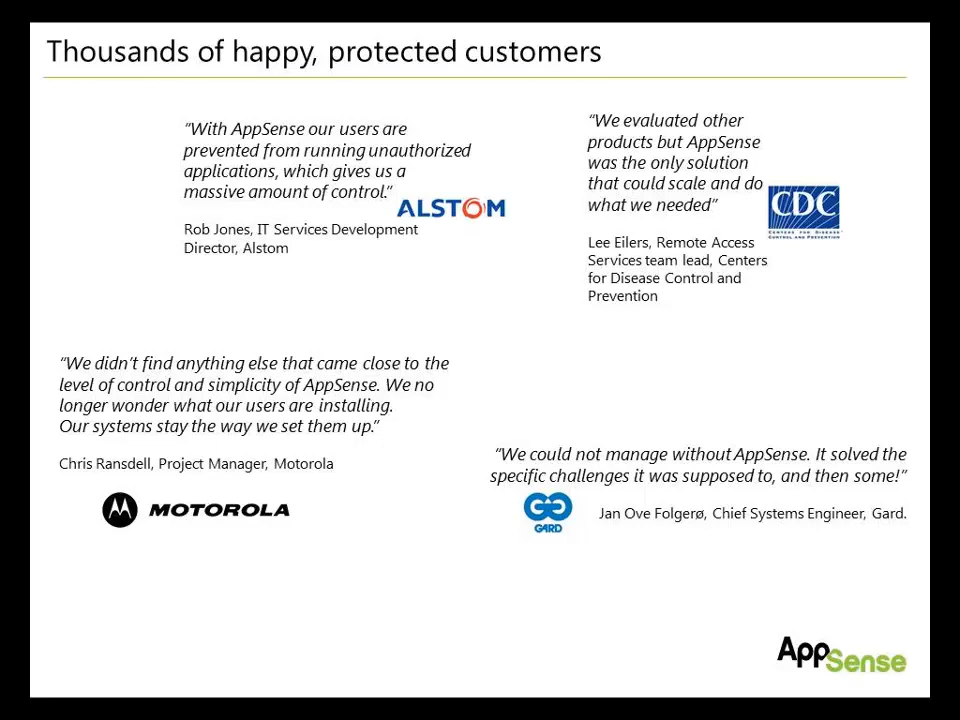 Thousands of happy, protected customers
“With AppSense our users are
prevented from running unauthorized
applications, which gives us a
massive amount of control.”
ALSTOM
Rob Jones, IT Services Development
Director, Alstom
“We evaluated other
products but AppSense
was the only solution
that could scale and do
what we needed”
CDC
CENTERS FOR DISEASE
CONTROL AND PREVENTION
Lee Eilers, Remote Access
Services team lead, Centers
for Disease Control and
Prevention
“We didn’t find anything else that came close to the
level of control and simplicity of AppSense. We no
longer wonder what our users are installing.
Our systems stay the way we set them up.”
Chris Ransdell, Project Manager, Motorola
MOTOROLA
“We could not manage without AppSense. It solved the
specific challenges it was supposed to, and then some!”
GARD
Jan Ove Folgerø, Chief Systems Engineer, Gard.
AppSense